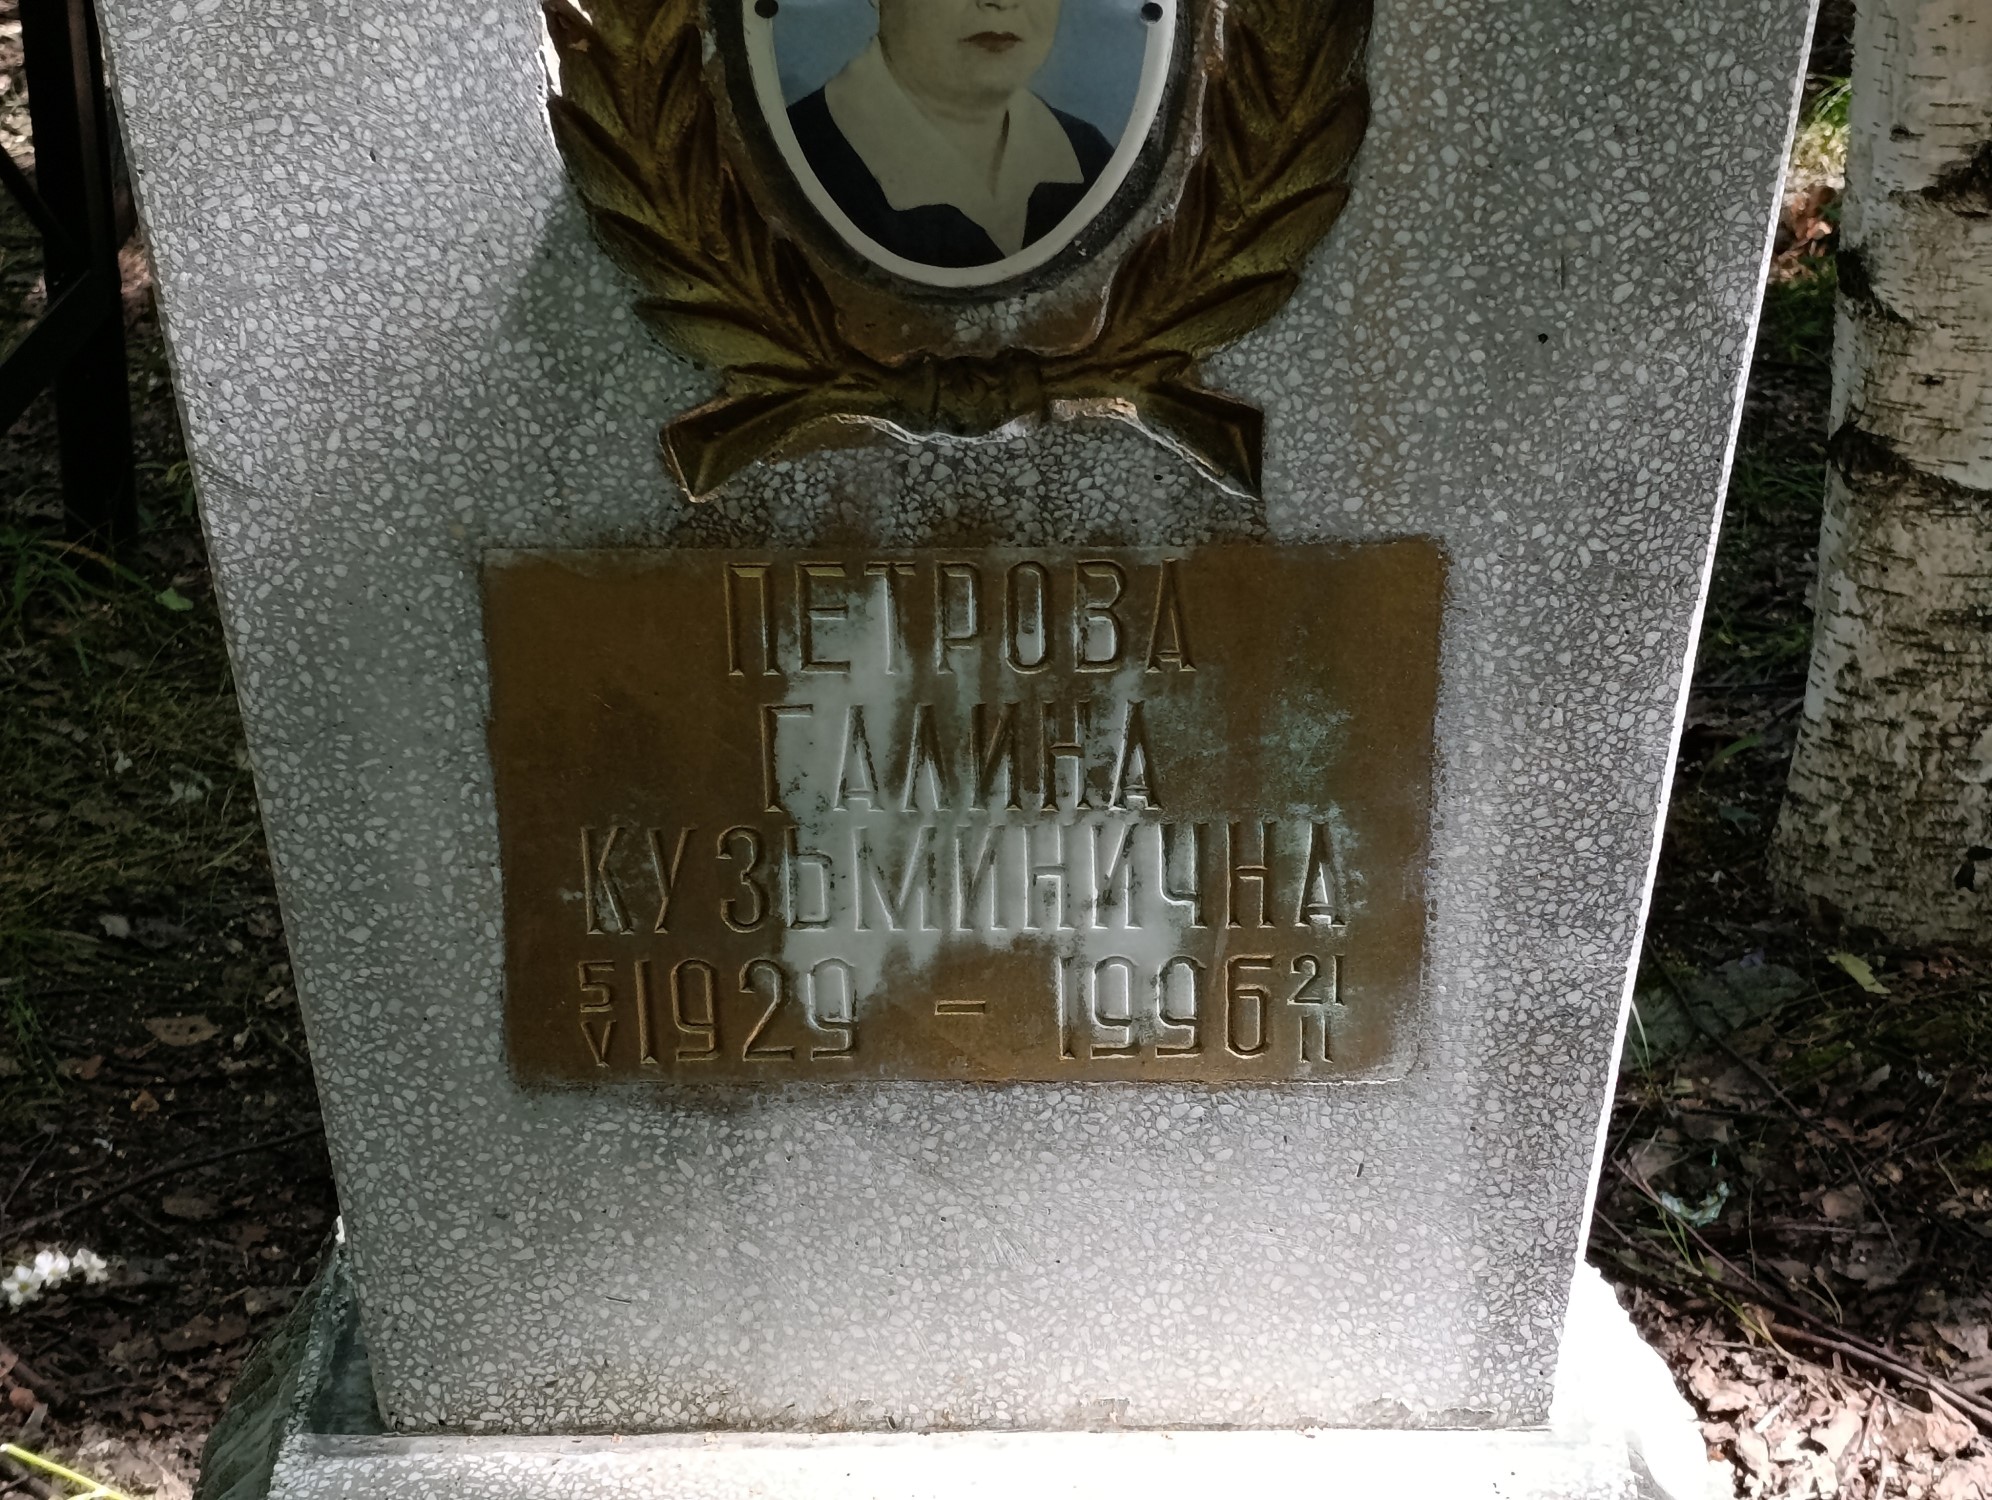 ПЕТРОВА
ГАЛИНА
КУЗЬМИНИЧНА
5/V 1929 – 1996 21/II